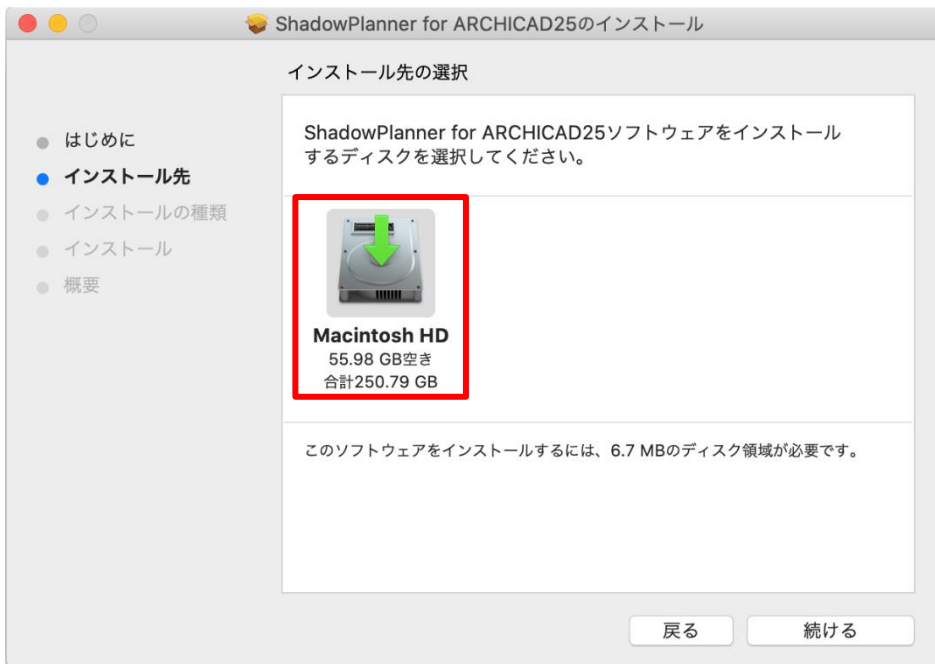 ShadowPlanner for ARCHICAD25のインストール
インストール先の選択
はじめに
インストール先
インストールの種類
インストール
概要
ShadowPlanner for ARCHICAD25ソフトウェアをインストール
するディスクを選択してください。
Macintosh HD
55.98 GB空き
合計250.79 GB
このソフトウェアをインストールするには、6.7 MBのディスク領域が必要です。
戻る
続ける